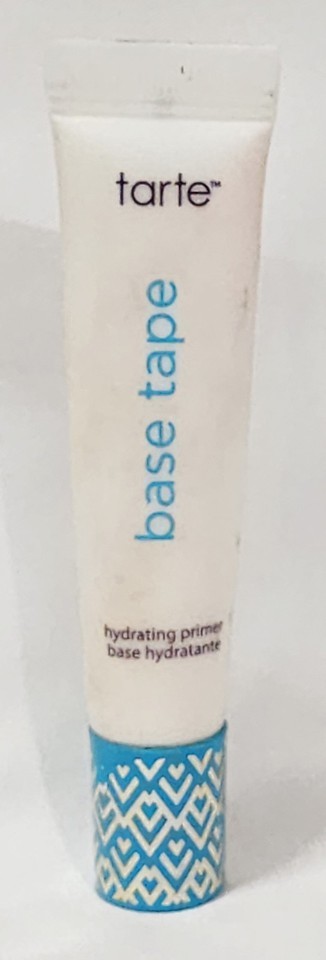 tarte™
base tape
hydrating primer
base hydratante